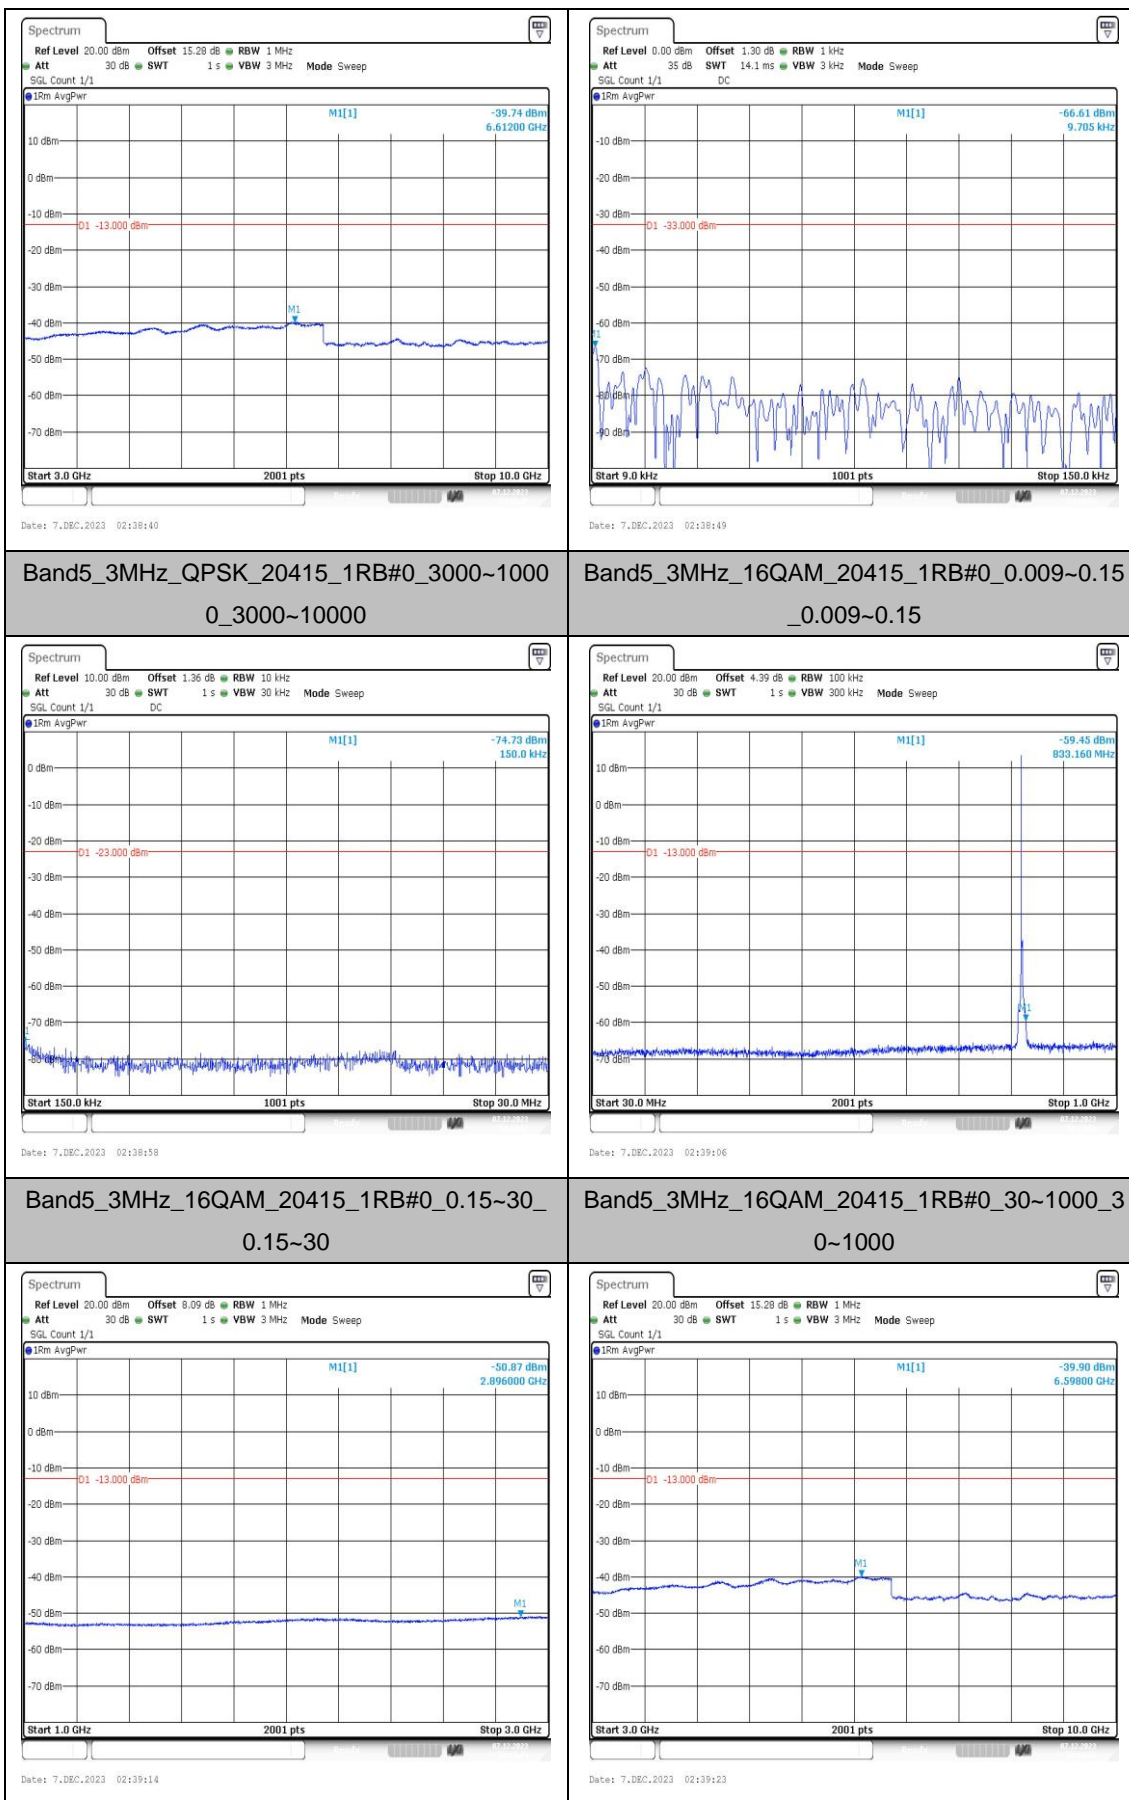 Spectrum
Ref Level 20.00 dBm Offset 15.28 dB RBW 1 MHz
Att 30 dB SWT 1 s VBW 3 MHz Mode Sweep
SGL Count 1/1
1Rm AvgPwr
M1[1] -39.74 dBm
6.61200 GHz
10 dBm
0 dBm
-10 dBm
D1 -13.000 dBm
-20 dBm
-30 dBm
M1
-40 dBm
-50 dBm
-60 dBm
-70 dBm
Start 3.0 GHz 2001 pts Stop 10.0 GHz
Date: 7.DEC.2023 02:38:40
Spectrum
Ref Level 0.00 dBm Offset 1.30 dB RBW 1 kHz
Att 35 dB SWT 14.1 ms VBW 3 kHz Mode Sweep
SGL Count 1/1 DC
1Rm AvgPwr
M1[1] -66.61 dBm
9.705 kHz
-10 dBm
-20 dBm
-30 dBm
D1 -33.000 dBm
-40 dBm
-50 dBm
-60 dBm
-70 dBm
-80 dBm
-90 dBm
Start 9.0 kHz 1001 pts Stop 150.0 kHz
Date: 7.DEC.2023 02:38:49
Band5_3MHz_QPSK_20415_1RB#0_3000~1000
0_3000~10000
Band5_3MHz_16QAM_20415_1RB#0_0.009~0.15
_0.009~0.15
Spectrum
Ref Level 10.00 dBm Offset 1.36 dB RBW 10 kHz
Att 30 dB SWT 1 s VBW 30 kHz Mode Sweep
SGL Count 1/1 DC
1Rm AvgPwr
M1[1] -74.73 dBm
150.0 kHz
0 dBm
-10 dBm
-20 dBm
D1 -23.000 dBm
-30 dBm
-40 dBm
-50 dBm
-60 dBm
-70 dBm
-80 dBm
Start 150.0 kHz 1001 pts Stop 30.0 MHz
Date: 7.DEC.2023 02:38:58
Spectrum
Ref Level 20.00 dBm Offset 4.39 dB RBW 100 kHz
Att 30 dB SWT 1 s VBW 300 kHz Mode Sweep
SGL Count 1/1
1Rm AvgPwr
M1[1] -59.45 dBm
833.160 MHz
10 dBm
0 dBm
-10 dBm
D1 -13.000 dBm
-20 dBm
-30 dBm
-40 dBm
-50 dBm
M1
-60 dBm
-70 dBm
Start 30.0 MHz 2001 pts Stop 1.0 GHz
Date: 7.DEC.2023 02:39:06
Band5_3MHz_16QAM_20415_1RB#0_0.15~30_
0.15~30
Band5_3MHz_16QAM_20415_1RB#0_30~1000_3
0~1000
Spectrum
Ref Level 20.00 dBm Offset 8.09 dB RBW 1 MHz
Att 30 dB SWT 1 s VBW 3 MHz Mode Sweep
SGL Count 1/1
1Rm AvgPwr
M1[1] -50.87 dBm
2.896000 GHz
10 dBm
0 dBm
-10 dBm
D1 -13.000 dBm
-20 dBm
-30 dBm
-40 dBm
M1
-50 dBm
-60 dBm
-70 dBm
Start 1.0 GHz 2001 pts Stop 3.0 GHz
Date: 7.DEC.2023 02:39:14
Spectrum
Ref Level 20.00 dBm Offset 15.28 dB RBW 1 MHz
Att 30 dB SWT 1 s VBW 3 MHz Mode Sweep
SGL Count 1/1
1Rm AvgPwr
M1[1] -39.90 dBm
6.59800 GHz
10 dBm
0 dBm
-10 dBm
D1 -13.000 dBm
-20 dBm
-30 dBm
M1
-40 dBm
-50 dBm
-60 dBm
-70 dBm
Start 3.0 GHz 2001 pts Stop 10.0 GHz
Date: 7.DEC.2023 02:39:23